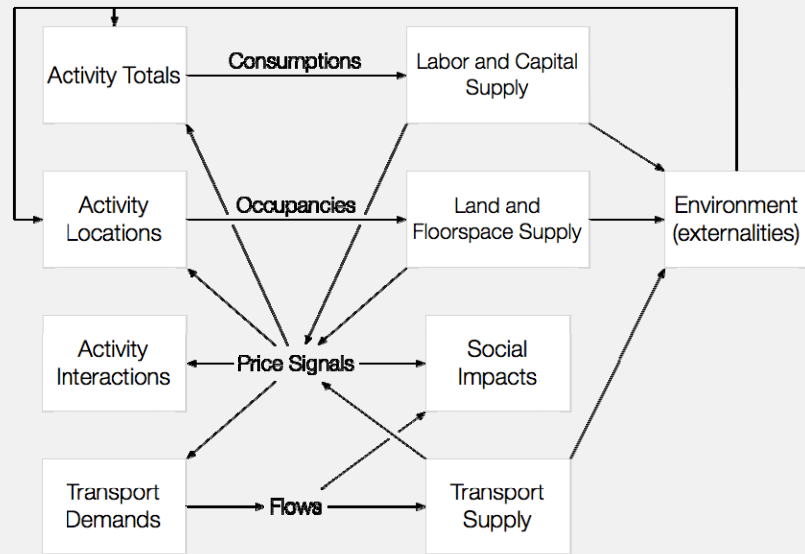 Activity Totals
Consumptions
Labor and Capital
Supply
Activity
Locations
Occupancies
Land and
Floorspace Supply
Environment
(externalities)
Activity
Interactions
Price Signals
Social
Impacts
Transport
Demands
Flows
Transport
Supply